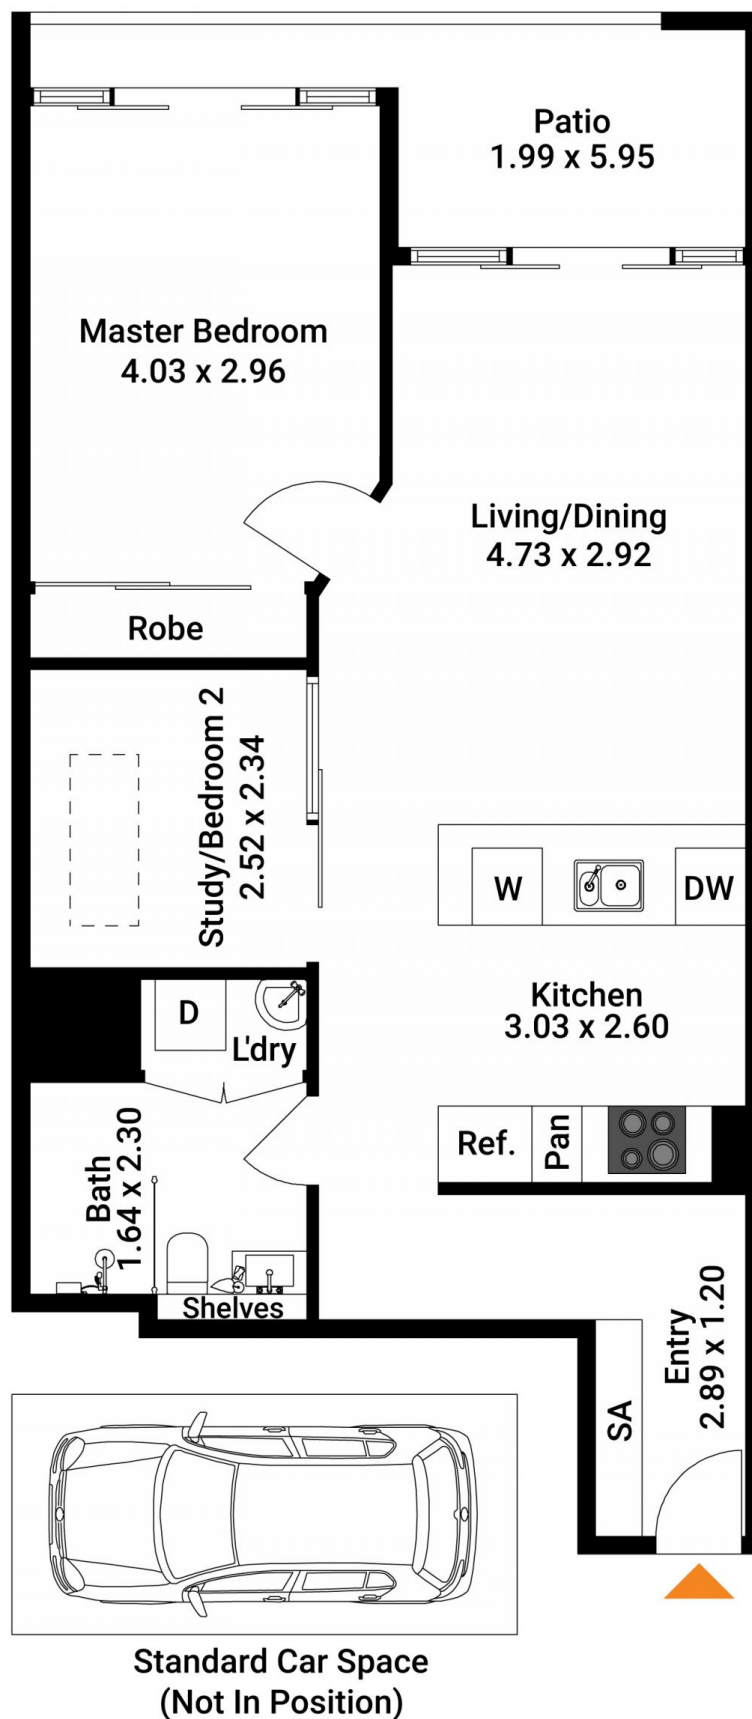 Patio
1.99 x 5.95
Master Bedroom
4.03 x 2.96
Living/Dining
4.73 x 2.92
Robe
Study/Bedroom 2
2.52 x 2.34
W
DW
Kitchen
3.03 x 2.60
D
L'dry
Ref.
Pan
Bath
1.64 x 2.30
Shelves
Entry
2.89 x 1.20
SA
Standard Car Space
(Not In Position)